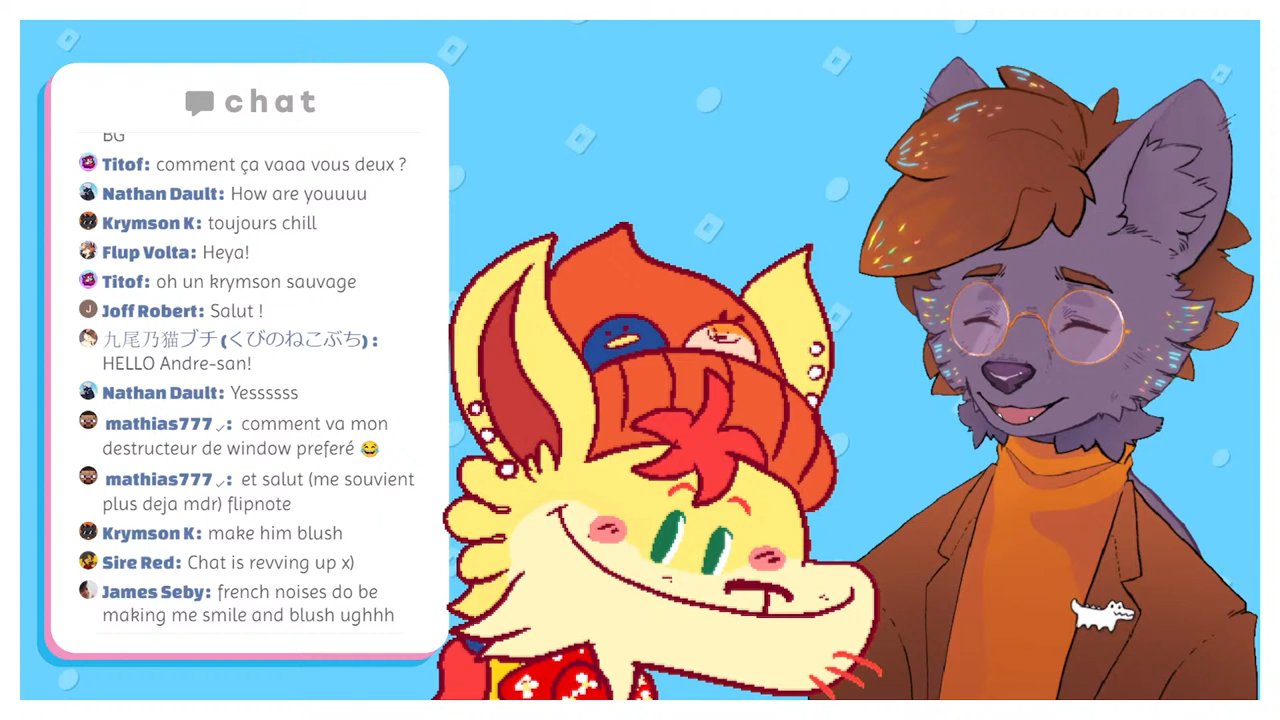 chat
BG
Titof: comment ça vaaa vous deux ?
Nathan Dault: How are youuuu
Krymson K: toujours chill
Flup Volta: Heya!
Titof: oh un krymson sauvage
J
Joff Robert: Salut !
九尾乃猫ブチ (くびのねこぶち) :
HELLO Andre-san!
Nathan Dault: Yessssss
mathias777: comment va mon
destructeur de window preferé 😂
mathias777: et salut (me souvient
plus deja mdr) flipnote
Krymson K: make him blush
Sire Red: Chat is revving up x)
James Seby: french noises do be
making me smile and blush ughhh